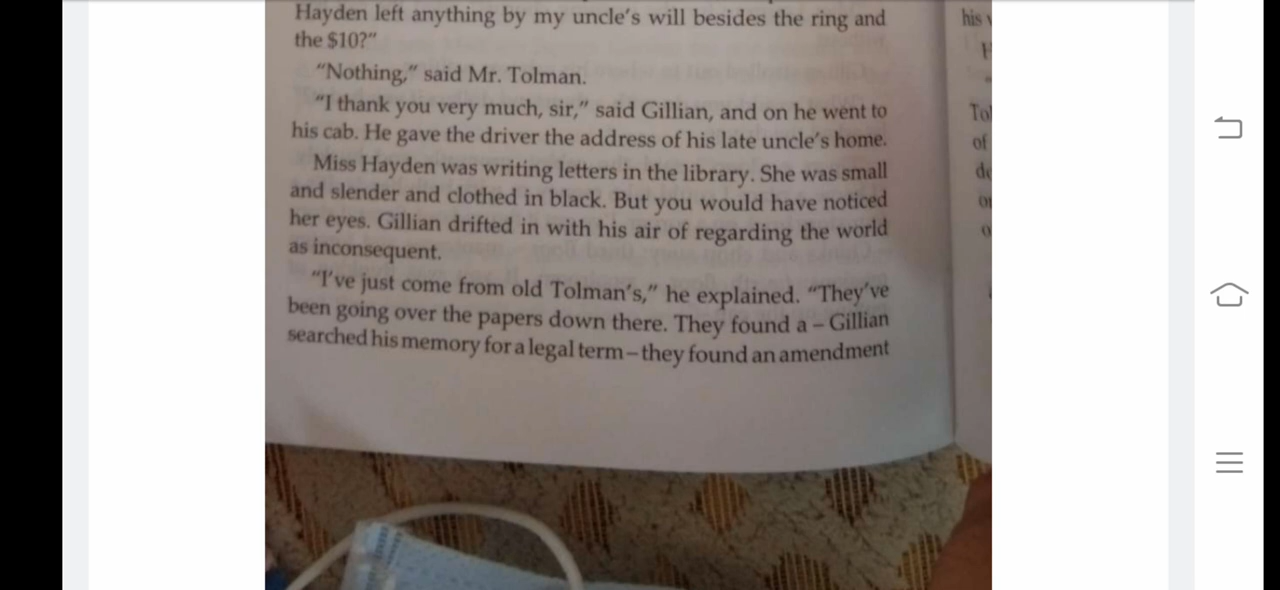 Hayden left anything by my uncle's will besides the ring and
the $10?"
"Nothing," said Mr. Tolman.
"I thank you very much, sir," said Gillian, and on he went to
his cab. He gave the driver the address of his late uncle's home.
Miss Hayden was writing letters in the library. She was small
and slender and clothed in black. But you would have noticed
her eyes. Gillian drifted in with his air of regarding the world
as inconsequent.
"I've just come from old Tolman's," he explained. "They've
been going over the papers down there. They found a – Gillian
searched his memory for a legal term – they found an amendment
his
of